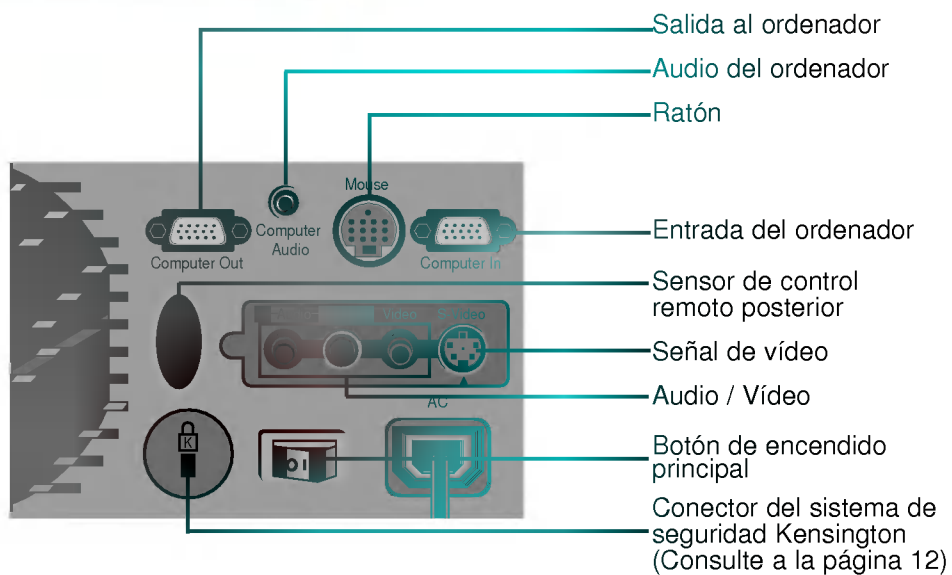 Salida al ordenador
Audio del ordenador
Ratón
Mouse
Computer
Audio
Computer Out
Computer In
Entrada del ordenador
Sensor de control
remoto posterior
Video
S-Video
Señal de vídeo
Audio / Vídeo
AC
K
Botón de encendido
principal
Conector del sistema de
seguridad Kensington
(Consulte a la página 12)